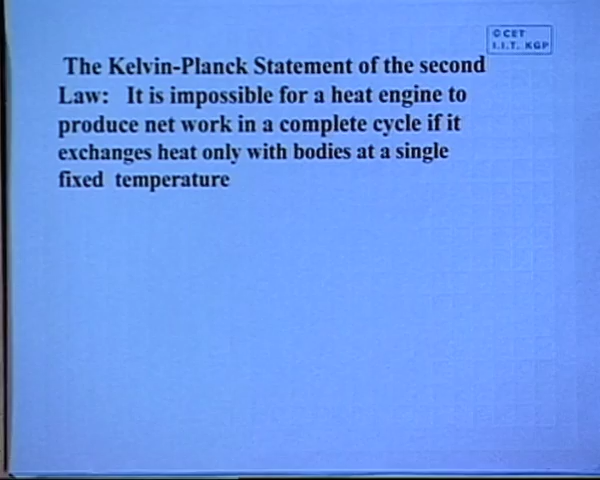 © CET
I.I.T. KGP
The Kelvin-Planck Statement of the second
Law: It is impossible for a heat engine to
produce net work in a complete cycle if it
exchanges heat only with bodies at a single
fixed temperature